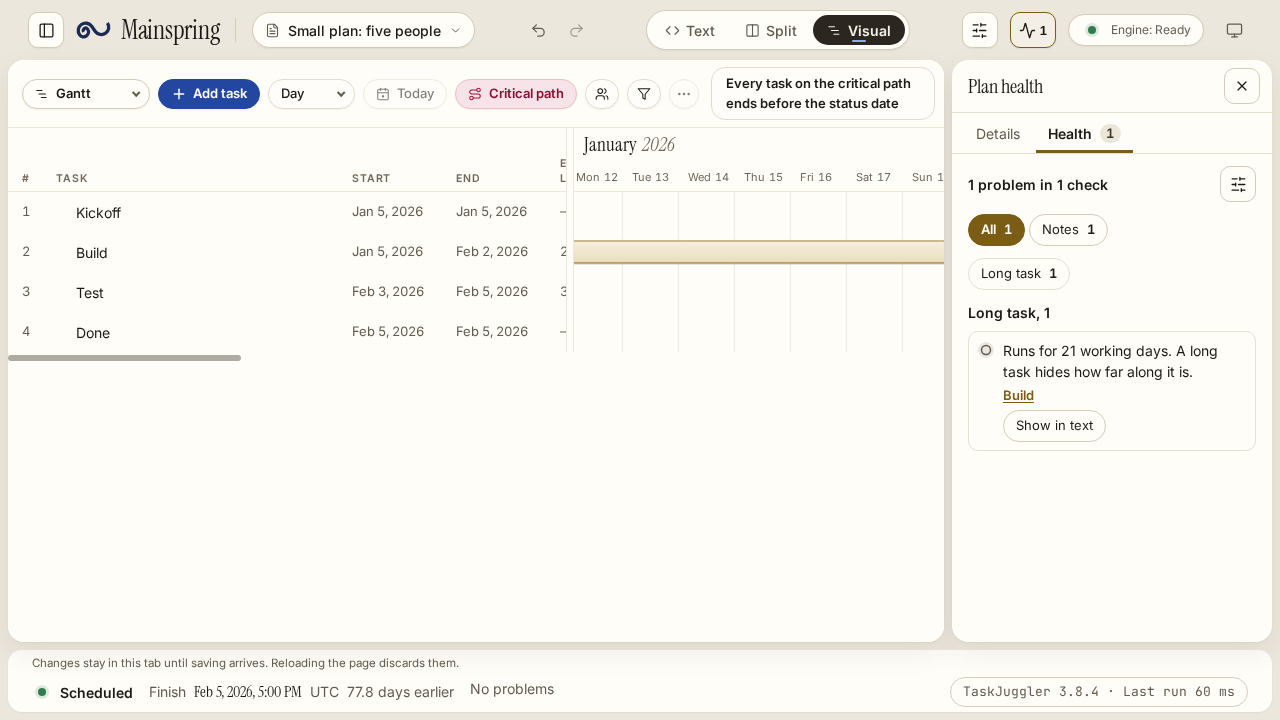 Mainspring
Small plan: five people
Text
Split
Visual
1
Engine: Ready
Gantt
Add task
Day
Today
Critical path
Every task on the critical path
ends before the status date
January 2026
# TASK START END
Mon 12 Tue 13 Wed 14 Thu 15 Fri 16 Sat 17 Sun 1
1 Kickoff Jan 5, 2026 Jan 5, 2026 –
2 Build Jan 5, 2026 Feb 2, 2026 2
3 Test Feb 3, 2026 Feb 5, 2026 3
4 Done Feb 5, 2026 Feb 5, 2026 –
Plan health
Details
Health 1
1 problem in 1 check
All 1
Notes 1
Long task 1
Long task, 1
Runs for 21 working days. A long
task hides how far along it is.
Build
Show in text
Changes stay in this tab until saving arrives. Reloading the page discards them.
Scheduled Finish Feb 5, 2026, 5:00 PM UTC 77.8 days earlier No problems
TaskJuggler 3.8.4 · Last run 60 ms